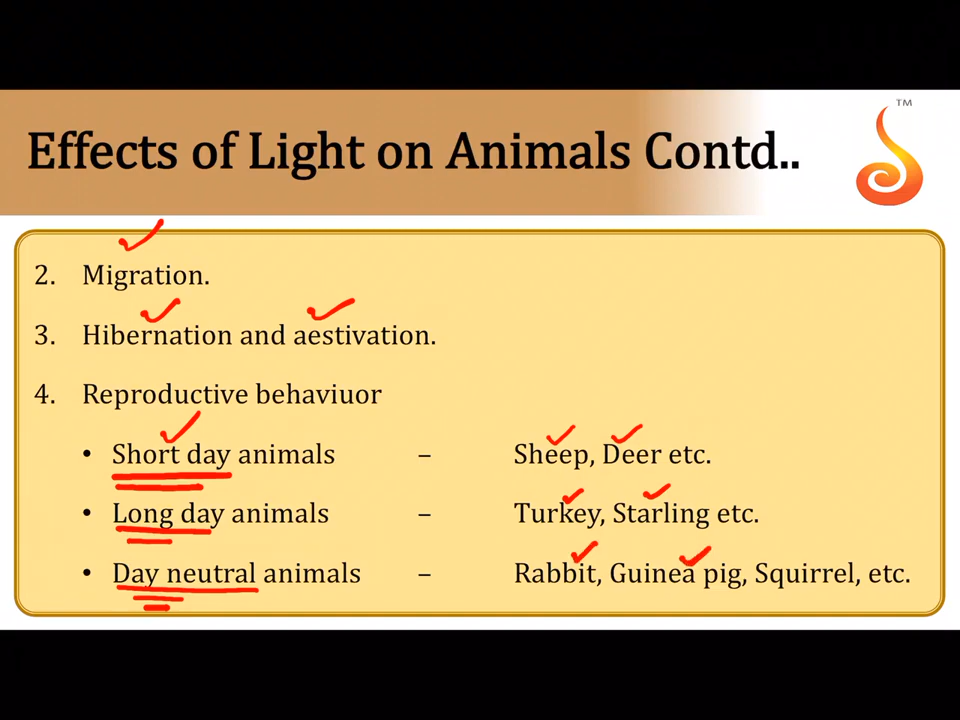 Effects of Light on Animals Contd..
TM
2. Migration.
3. Hibernation and aestivation.
4. Reproductive behaviuor
• Short day animals – Sheep, Deer etc.
• Long day animals – Turkey, Starling etc.
• Day neutral animals – Rabbit, Guinea pig, Squirrel, etc.